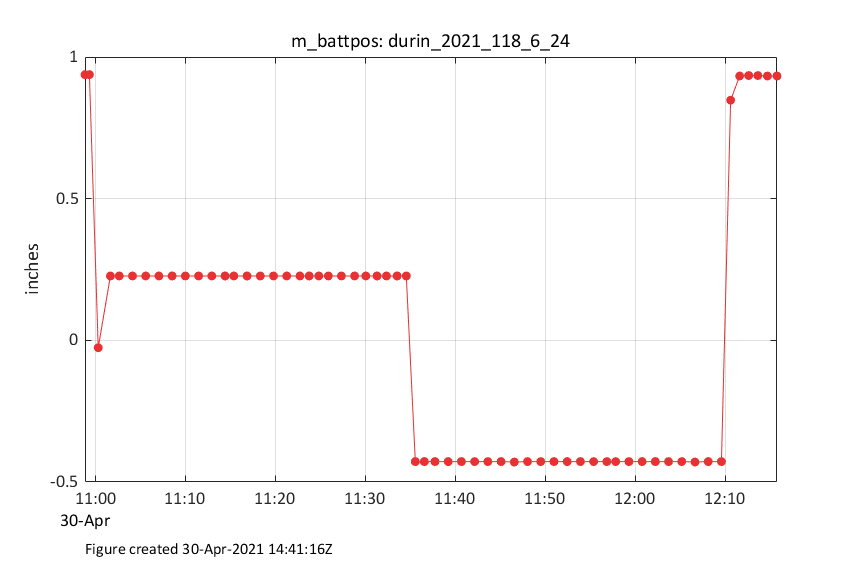 m_battpos: durin_2021_118_6_24
1
0.5
0
-0.5
inches
11:00 11:10 11:20 11:30 11:40 11:50 12:00 12:10
30-Apr
Figure created 30-Apr-2021 14:41:16Z